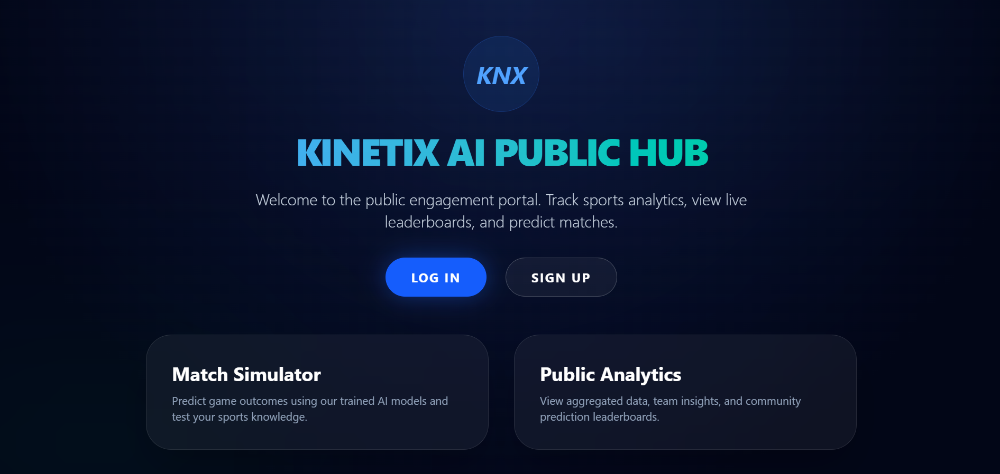 KNX
KINETIX AI PUBLIC HUB
Welcome to the public engagement portal. Track sports analytics, view live
leaderboards, and predict matches.
LOG IN
SIGN UP
Match Simulator
Predict game outcomes using our trained AI models and
test your sports knowledge.
Public Analytics
View aggregated data, team insights, and community
prediction leaderboards.